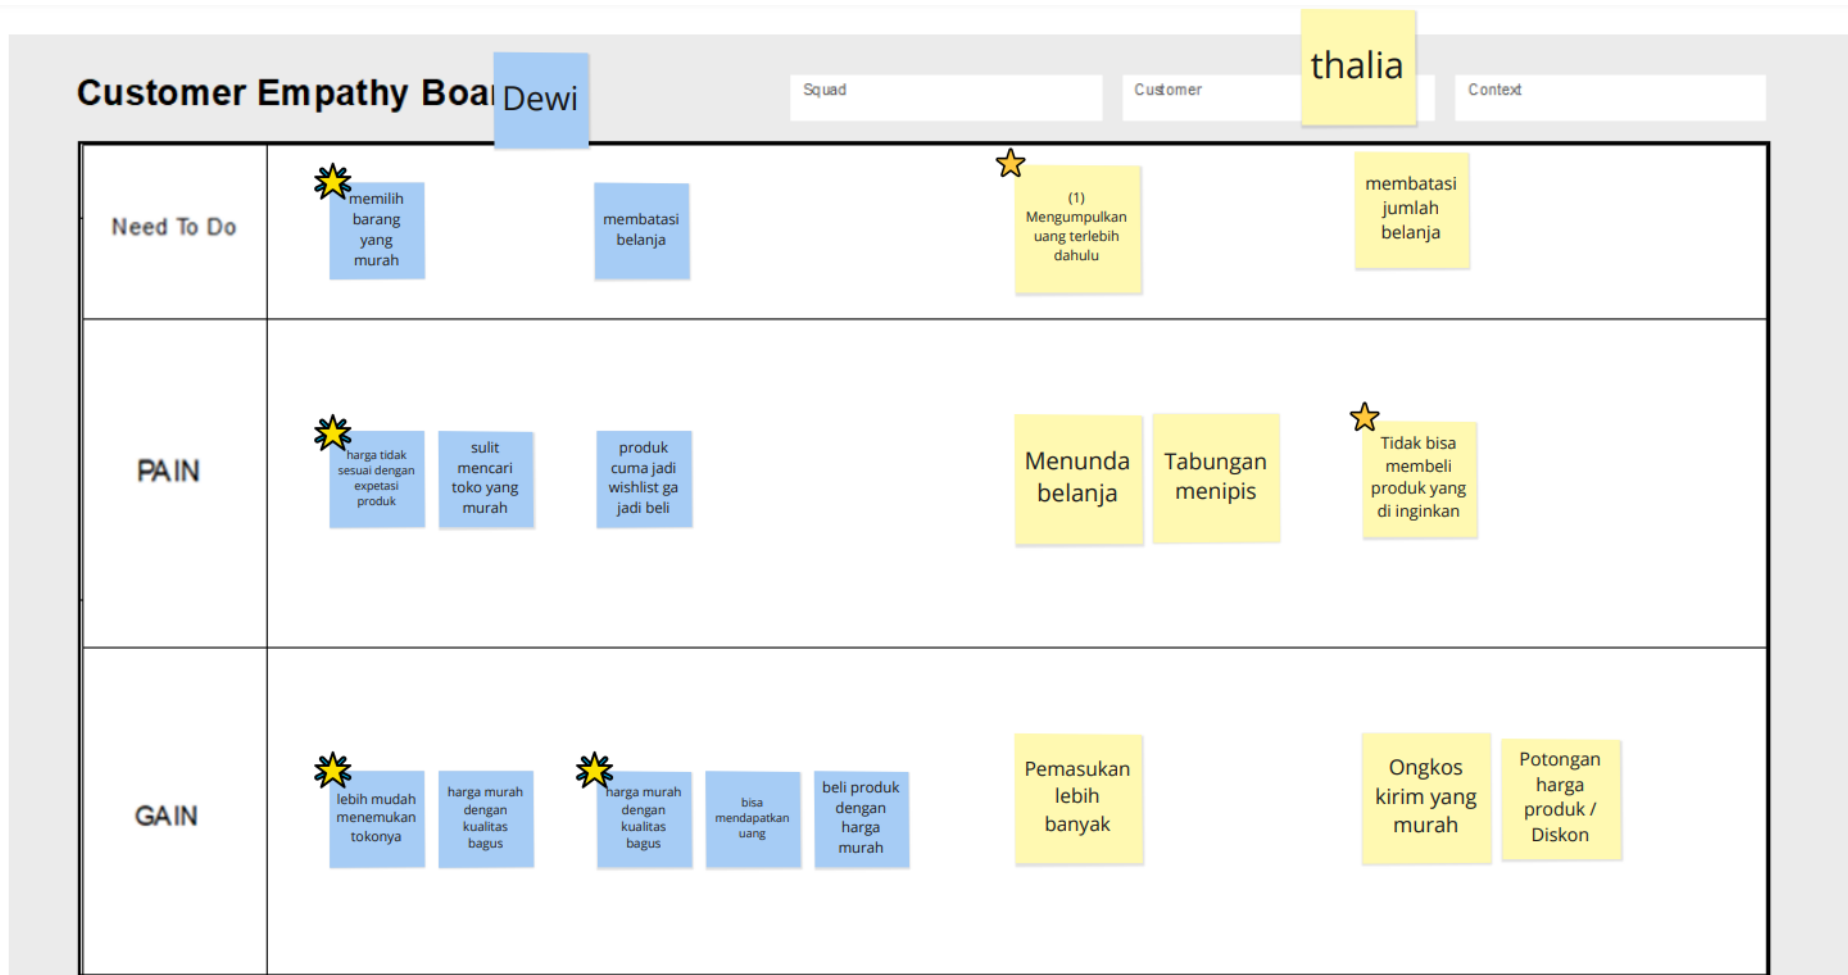 Customer Empathy Boar
Dewi
Squad
Customer
thalia
Context
Need To Do
memilih
barang
yang
murah
membatasi
belanja
(1)
Mengumpulkan
uang terlebih
dahulu
membatasi
jumlah
belanja
PAIN
harga tidak
sesuai dengan
expetasi
produk
sulit
mencari
toko yang
murah
produk
cuma jadi
wishlist ga
jadi beli
Menunda
belanja
Tabungan
menipis
Tidak bisa
membeli
produk yang
di inginkan
GAIN
lebih mudah
menemukan
tokonya
harga murah
dengan
kualitas
bagus
harga murah
dengan
kualitas
bagus
bisa
mendapatkan
uang
beli produk
dengan
harga
murah
Pemasukan
lebih
banyak
Ongkos
kirim yang
murah
Potongan
harga
produk /
Diskon